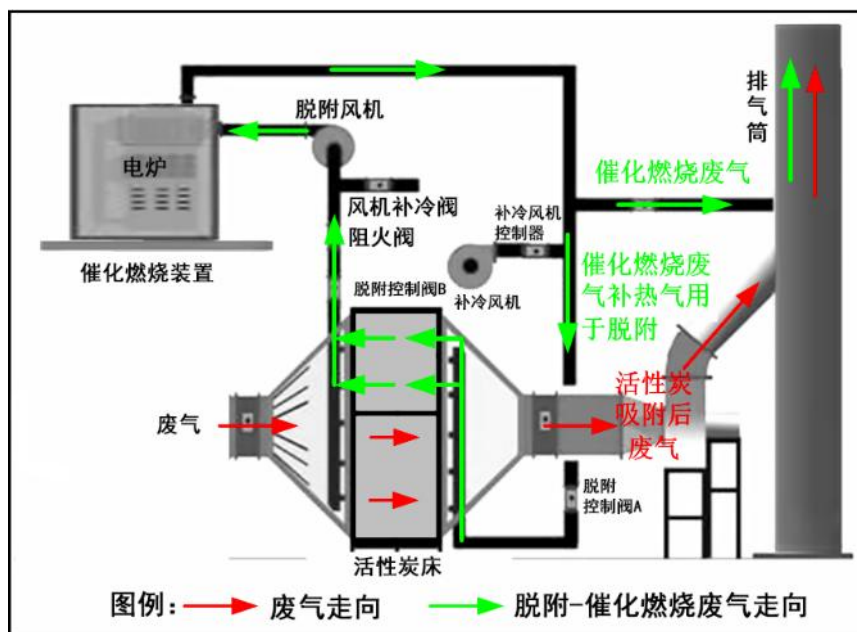 脱附风机
电炉
催化燃烧装置
风机补冷阀
阻火阀
补冷风机
控制器
补冷风机
催化燃烧废气
排
气
筒
催化燃烧废
气补热气用
于脱附
脱附控制阀B
废气
活性炭
吸附后
废气
脱附
控制阀A
活性炭床
图例：
废气走向
脱附-催化燃烧废气走向